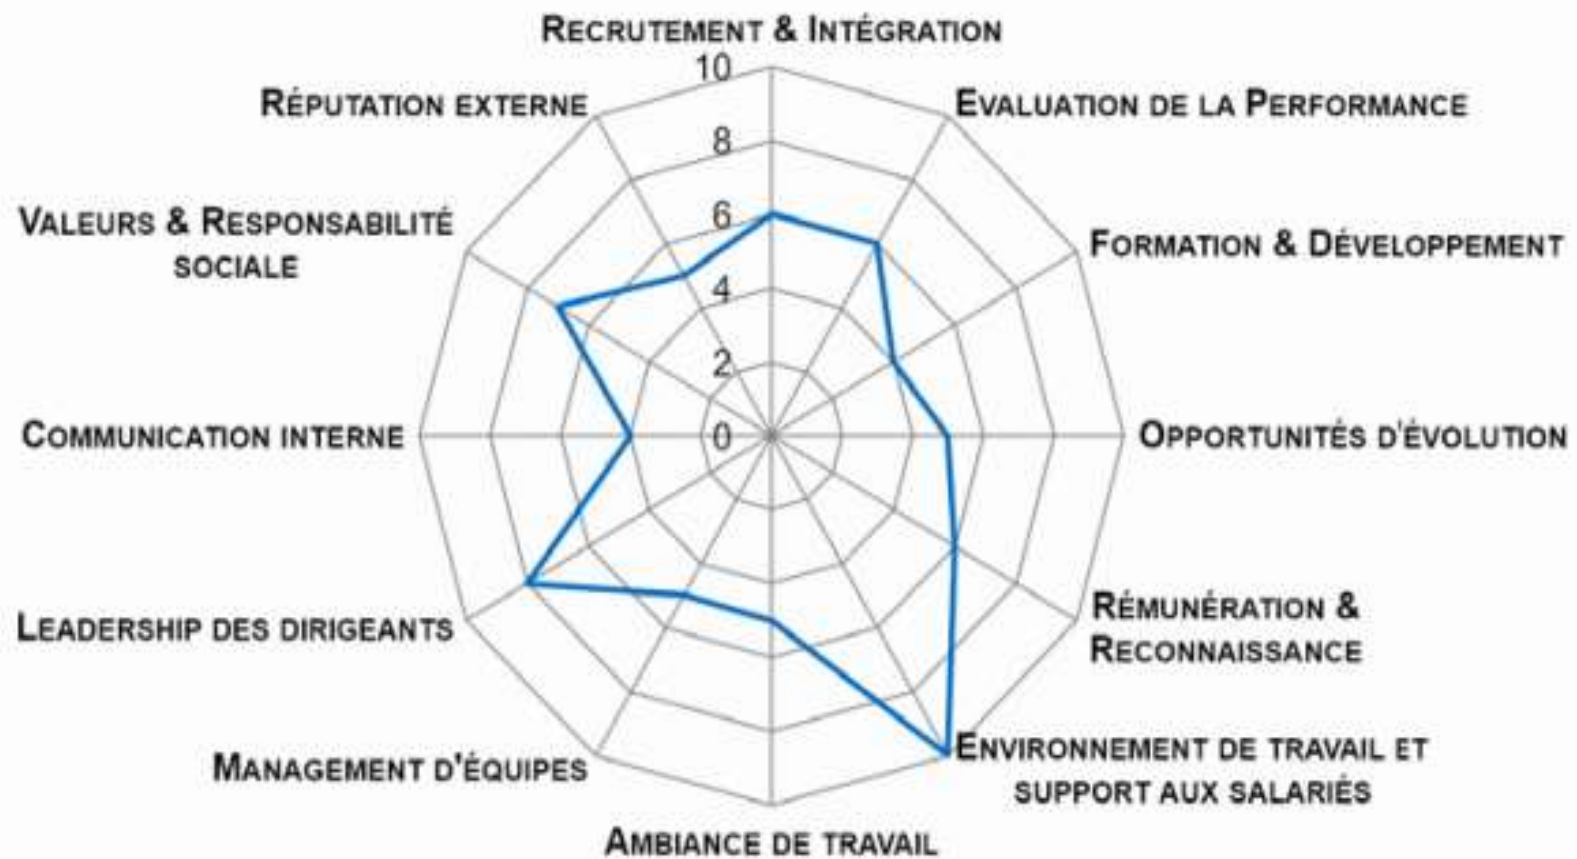 RECRUTEMENT & INTÉGRATION
10
RÉPUTATION EXTERNE
EVALUATION DE LA PERFORMANCE
8
VALEURS & RESPONSABILITÉ
SOCIALE
6
FORMATION & DÉVELOPPEMENT
4
2
COMMUNICATION INTERNE
0
OPPORTUNITÉS D'ÉVOLUTION
LEADERSHIP DES DIRIGEANTS
RÉMUNÉRATION &
RECONNAISSANCE
MANAGEMENT D'ÉQUIPES
ENVIRONNEMENT DE TRAVAIL ET
SUPPORT AUX SALARIÉS
AMBIANCE DE TRAVAIL